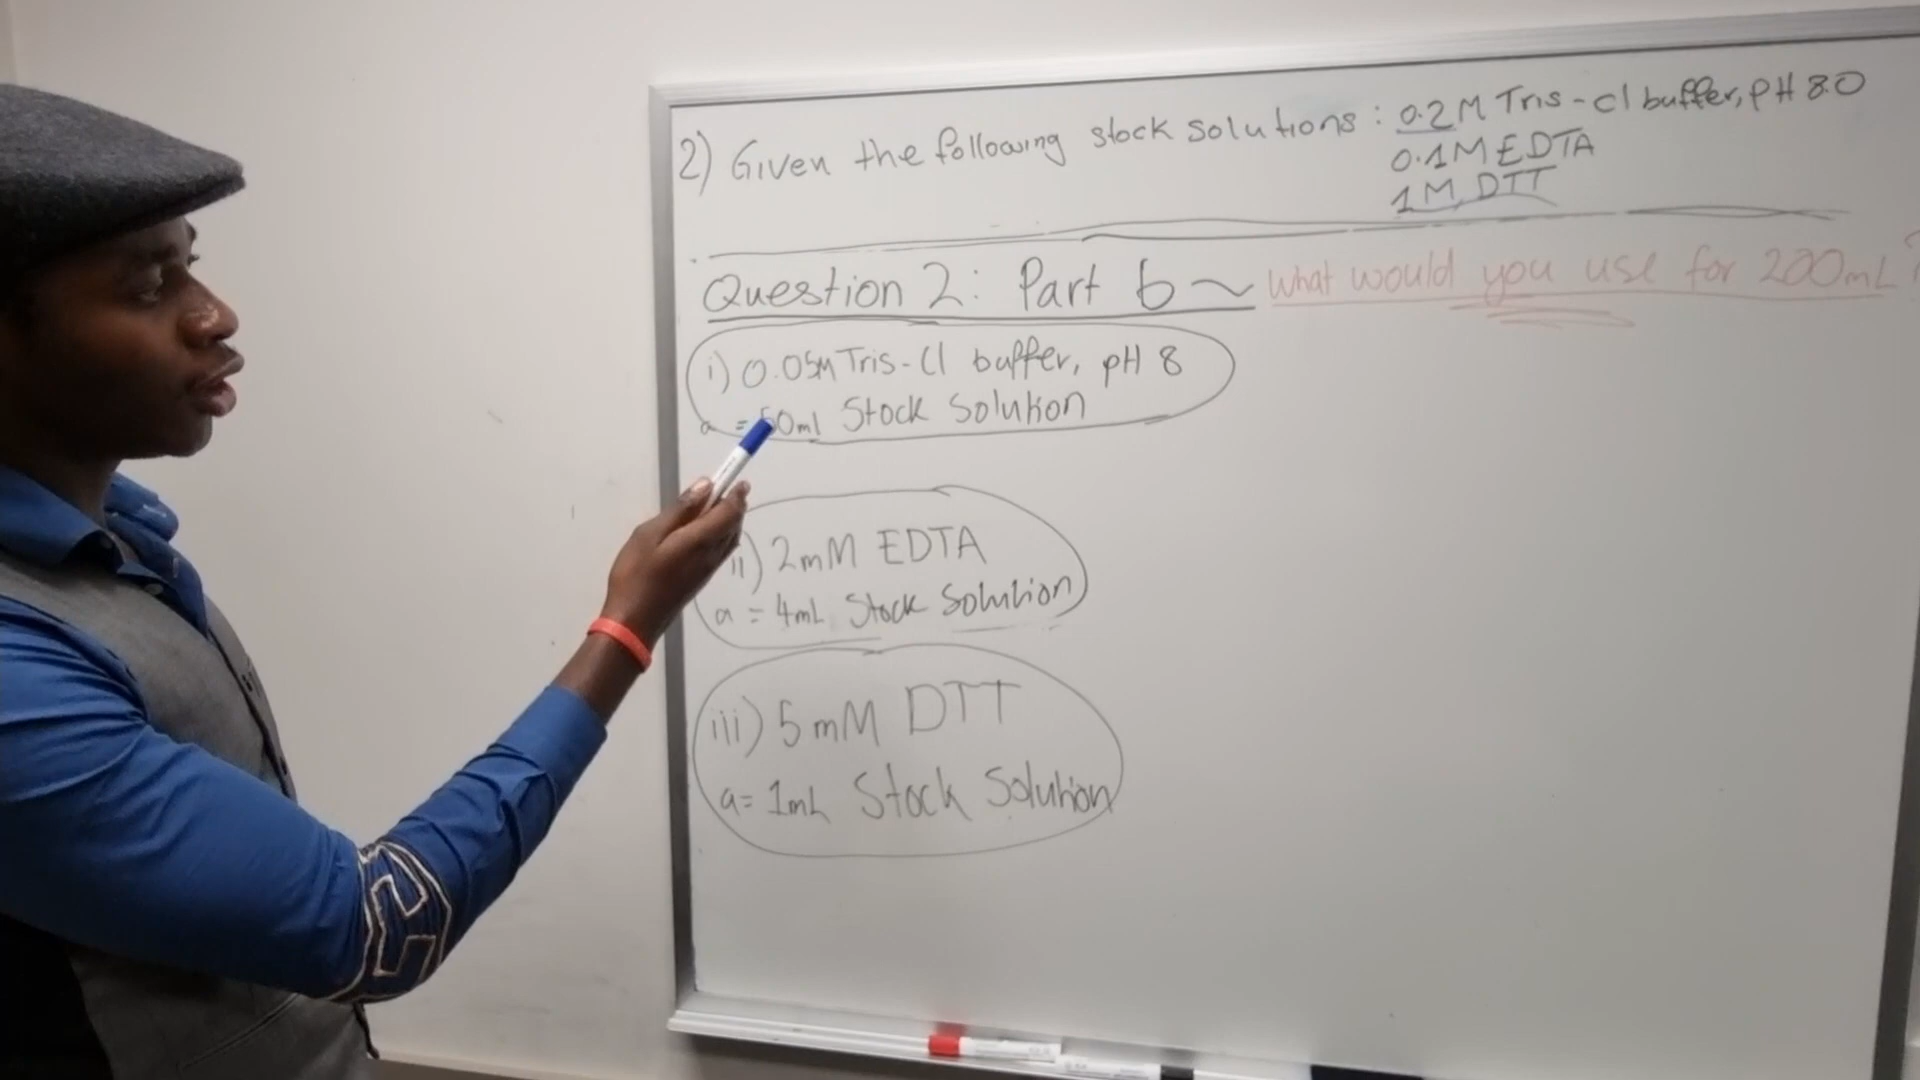 2) Given the following stock solutions: 0.2M Tris-Cl buffer, pH 8.0
0.1M EDTA
1M DTT
Question 2: Part b ~ What would you use for 200mL?
i) 0.05M Tris-Cl buffer, pH 8
a = 50ml Stock Solution
ii) 2mM EDTA
a = 4mL Stock Solution
iii) 5mM DTT
a= 1mL Stock Solution